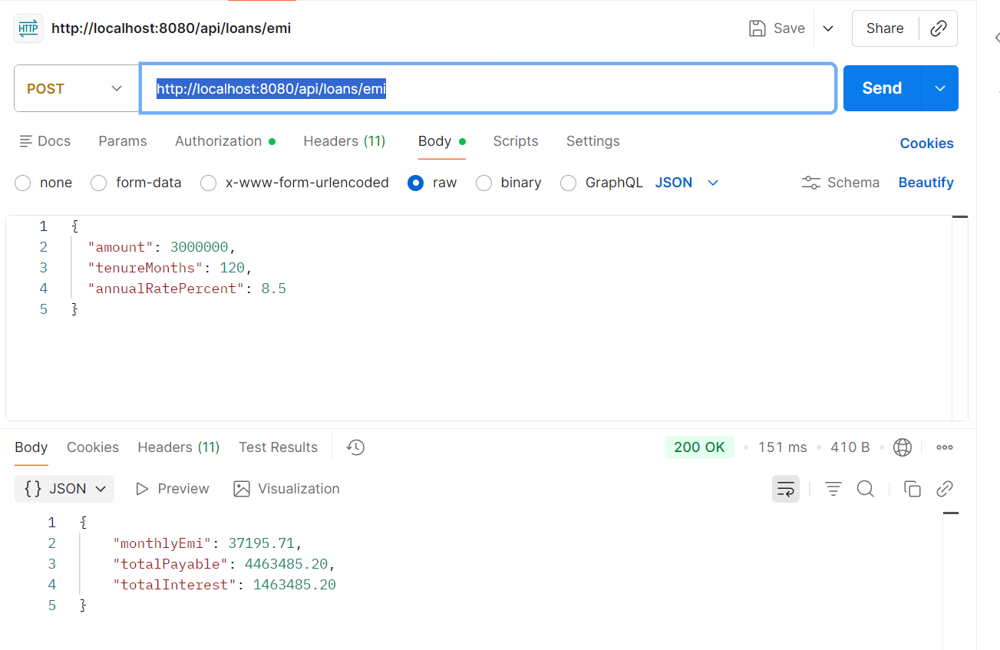 HTTP http://localhost:8080/api/loans/emi Save Share
POST http://localhost:8080/api/loans/emi Send
Docs Params Authorization Headers (11) Body Scripts Settings Cookies
none form-data x-www-form-urlencoded raw binary GraphQL JSON Schema Beautify
1 {
2 "amount": 3000000,
3 "tenureMonths": 120,
4 "annualRatePercent": 8.5
5 }
Body Cookies Headers (11) Test Results 200 OK • 151 ms • 410 B •
{} JSON Preview Visualization
1 {
2 "monthlyEmi": 37195.71,
3 "totalPayable": 4463485.20,
4 "totalInterest": 1463485.20
5 }